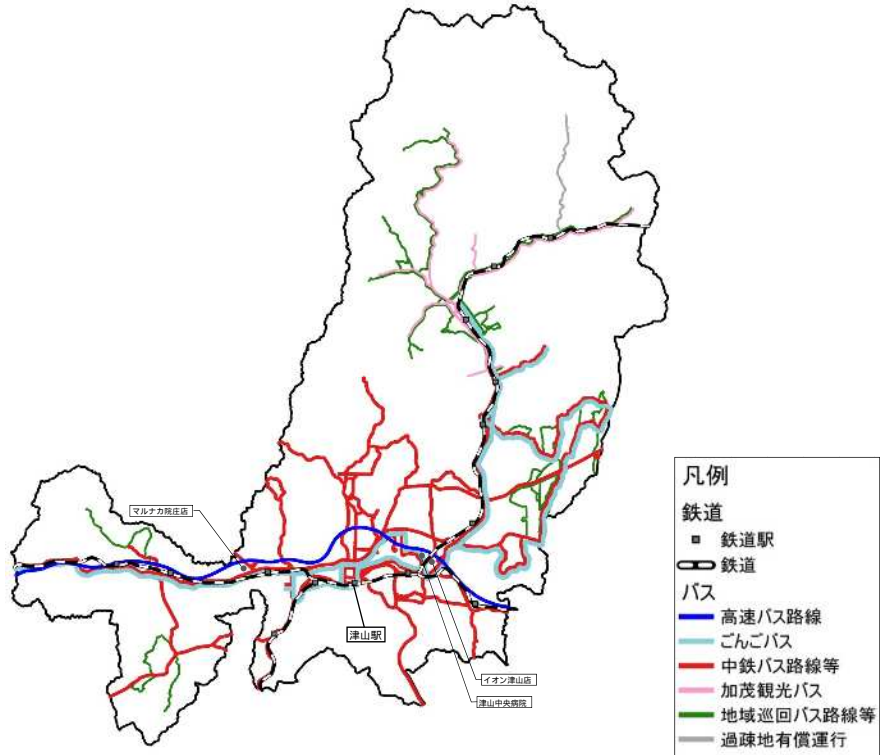 マルナカ院庄店
津山駅
イオン津山店
津山中央病院
凡例
鉄道
鉄道駅
鉄道
バス
高速バス路線
ごんごバス
中鉄バス路線等
加茂観光バス
地域巡回バス路線等
過疎地有償運行